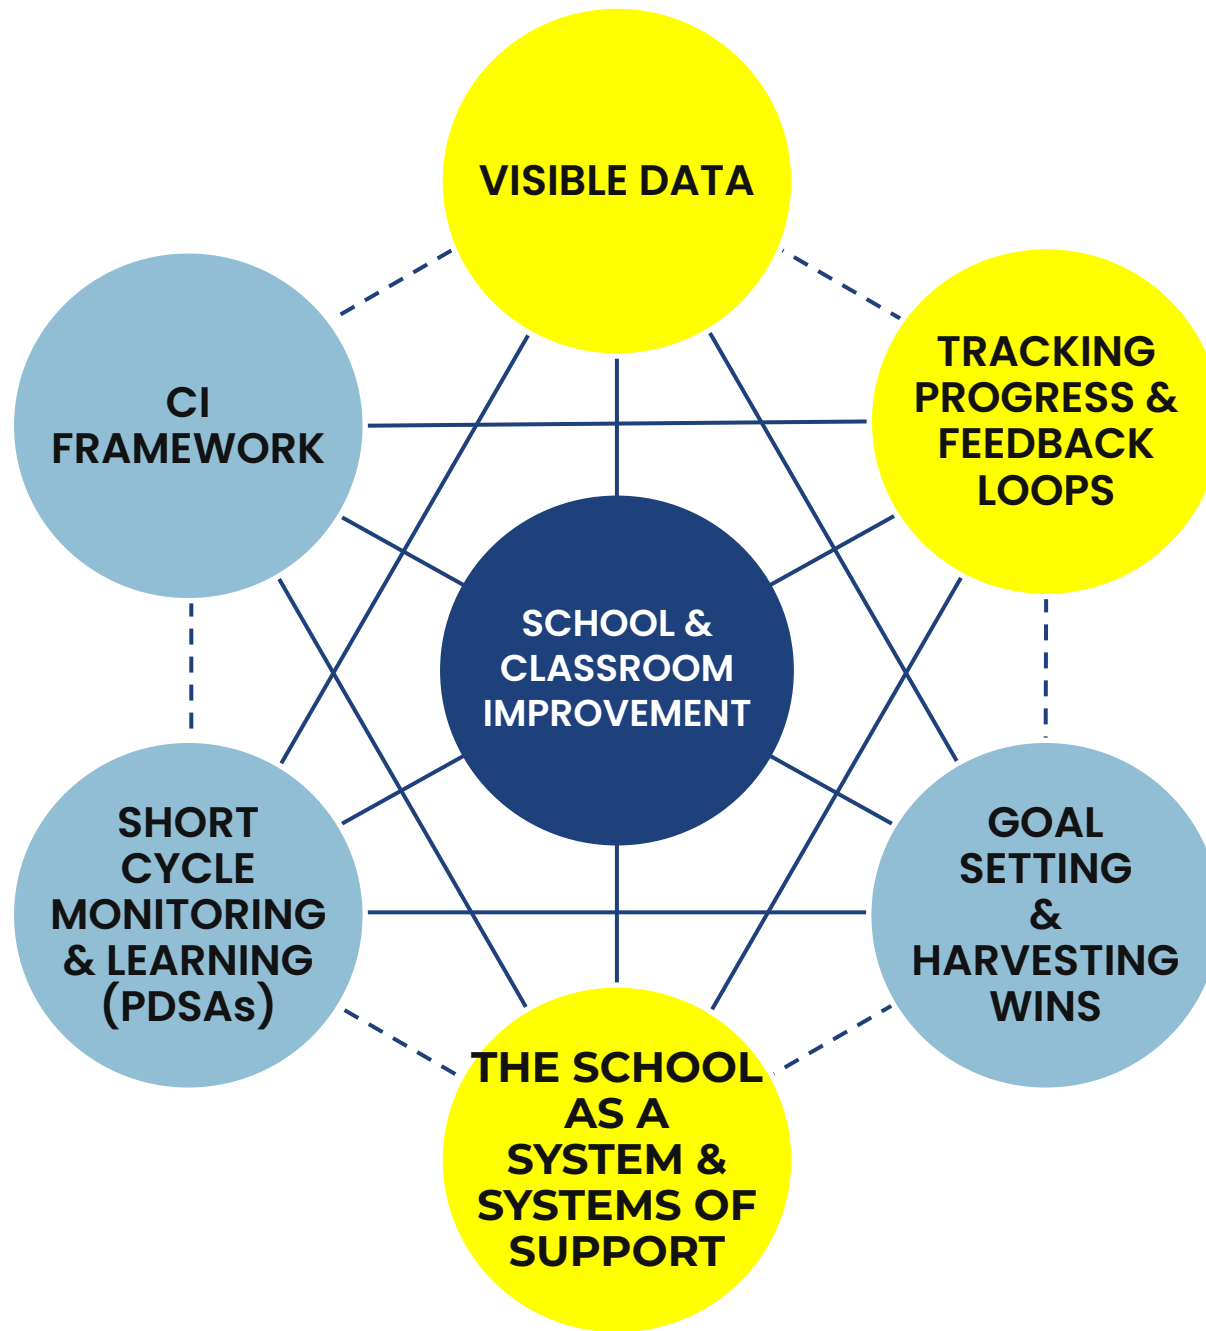 VISIBLE DATA
TRACKING
PROGRESS &
FEEDBACK
LOOPS
CI
FRAMEWORK
SCHOOL &
CLASSROOM
IMPROVEMENT
SHORT
CYCLE
MONITORING
& LEARNING
(PDSAs)
GOAL
SETTING
&
HARVESTING
WINS
THE SCHOOL
AS A
SYSTEM &
SYSTEMS OF
SUPPORT